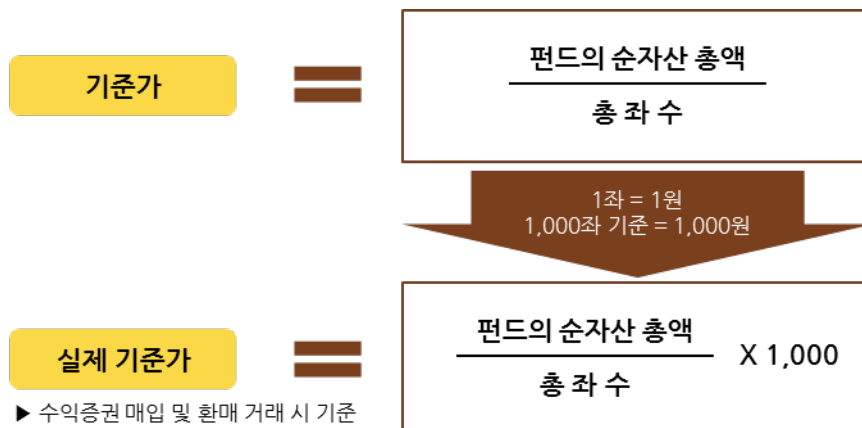 기준가
펀드의 순자산 총액
총 좌 수
1좌 = 1원
1,000좌 기준 = 1,000원
실제 기준가
펀드의 순자산 총액
총 좌 수
X 1,000
▶ 수익증권 매입 및 환매 거래 시 기준